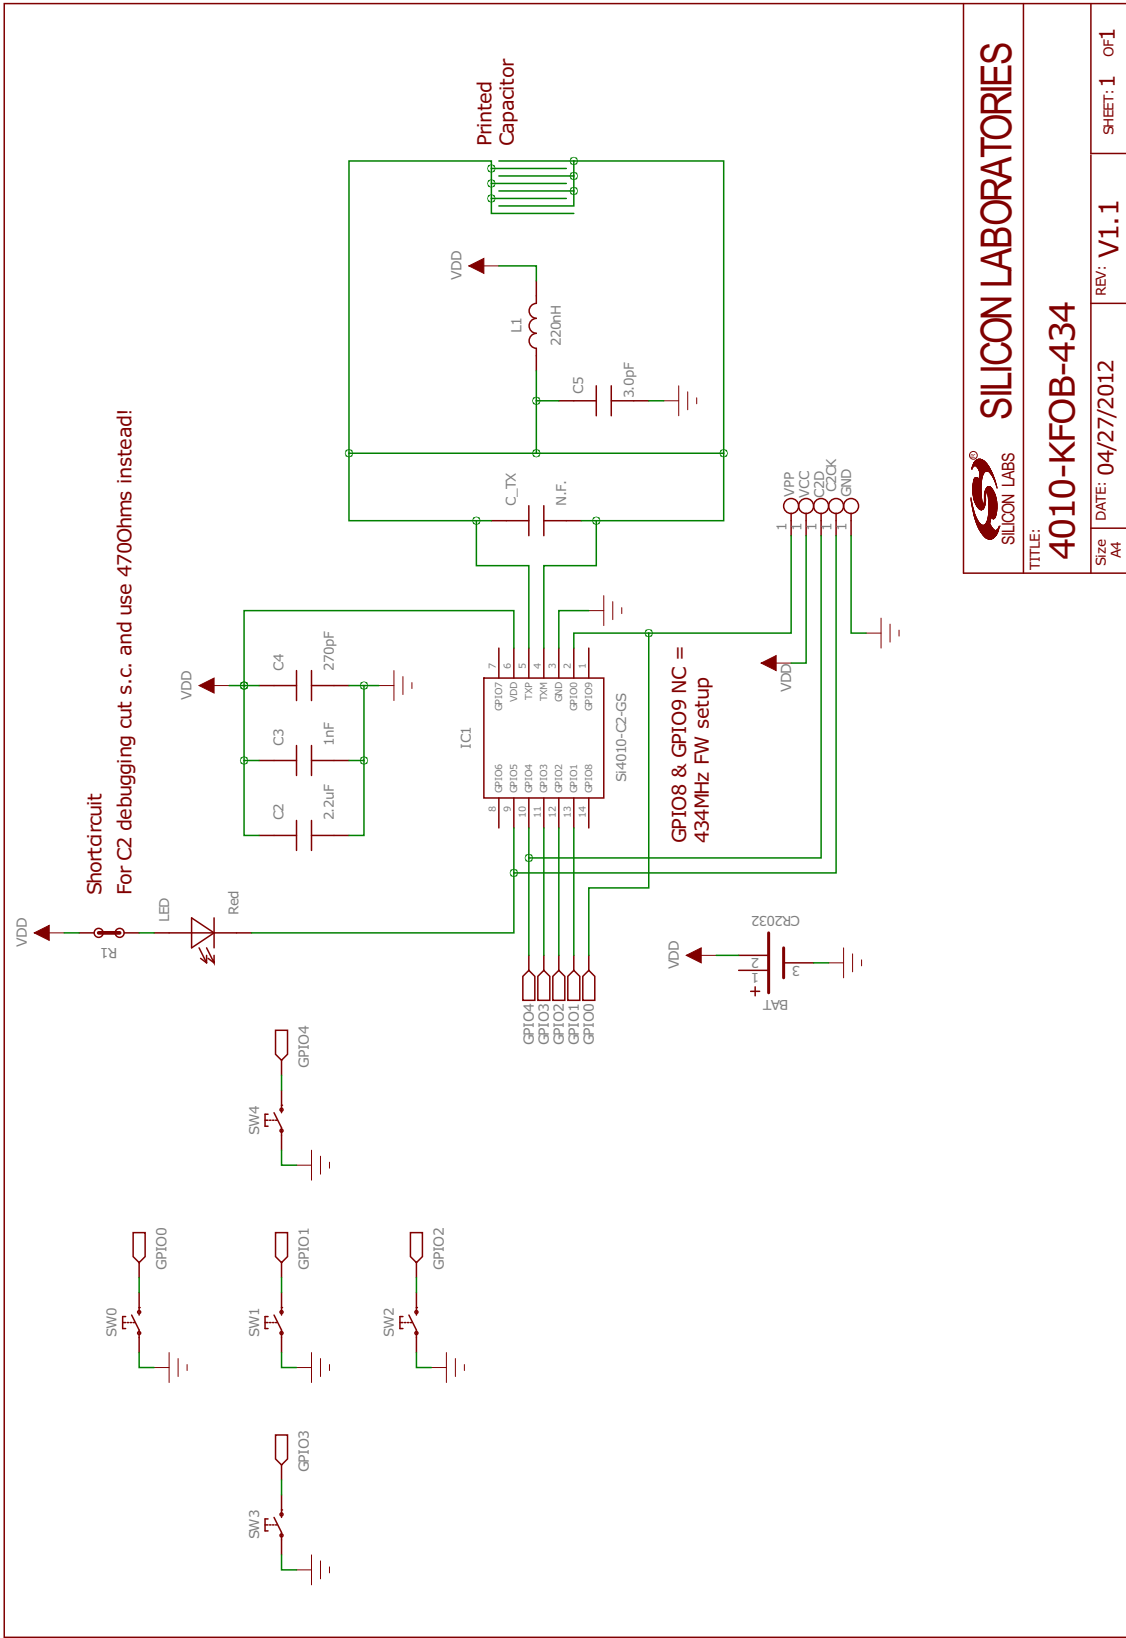 Shortcircuit
For C2 debugging cut s.c. and use 470Ohms instead!
VDD
R1
LED
Red
VDD
C2
2.2uF
C3
1nF
C4
270pF
SW3
GPIO3
SW0
GPIO0
SW1
GPIO1
SW2
GPIO2
SW4
GPIO4
GPIO4
GPIO3
GPIO2
GPIO1
GPIO0
IC1
8 GPIO6
9 GPIO5
10 GPIO4
11 GPIO3
12 GPIO2
13 GPIO1
14 GPIO8
GPIO7 7
VDD 6
TXP 5
TXM 4
GND 3
GPIO0 2
GPIO9 1
SI4010-C2-GS
GPIO8 & GPIO9 NC =
434MHz FW setup
C_TX
N.F.
VDD
L1
220nH
C5
3.0pF
Printed
Capacitor
VDD
BAT
CR2032
+
1
2
3
VDD
1 VPP
1 VCC
1 C2D
1 C2CK
1 GND
SILICON LABS
®
SILICON LABORATORIES
TITLE:
4010-KFOB-434
Size
A4
DATE: 04/27/2012
REV: V1.1
SHEET: 1 OF1